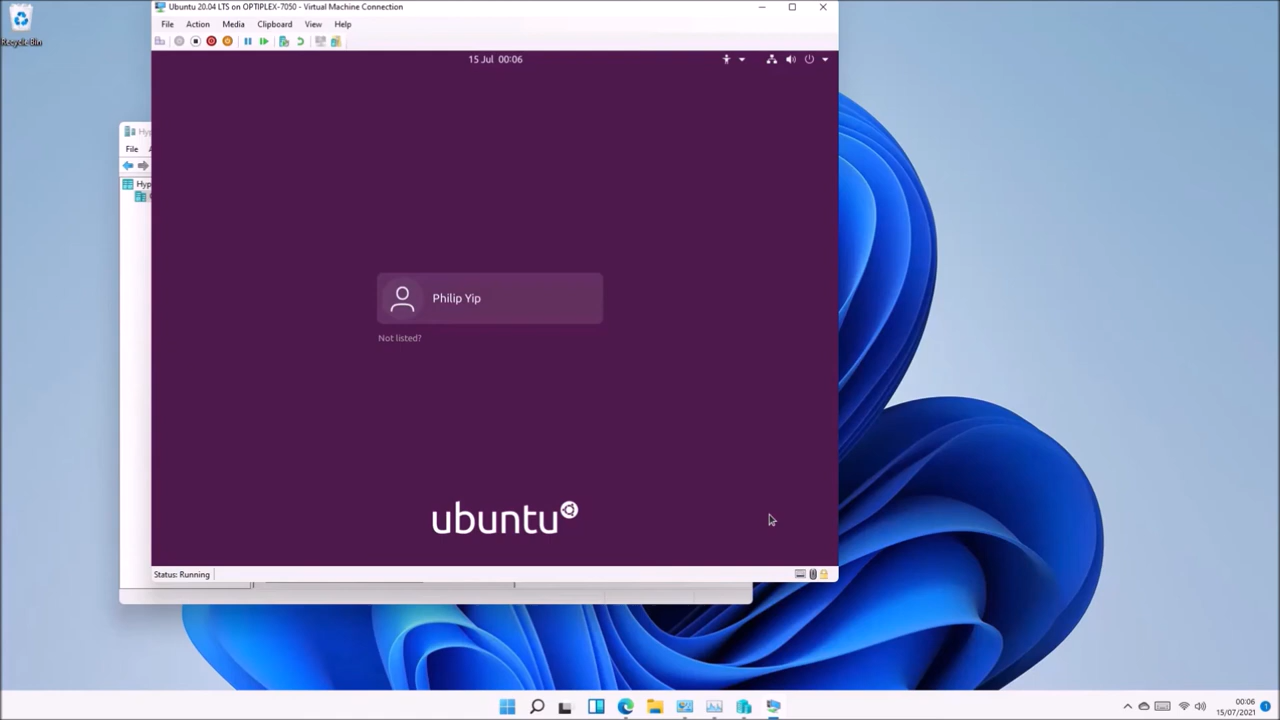 Ubuntu 20.04 LTS on OPTIPLEX-7050 - Virtual Machine Connection
File Action Media Clipboard View Help
Recycle Bin
15 Jul 00:06
File
Philip Yip
Not listed?
ubuntu
Status: Running
00:06
15/07/2021